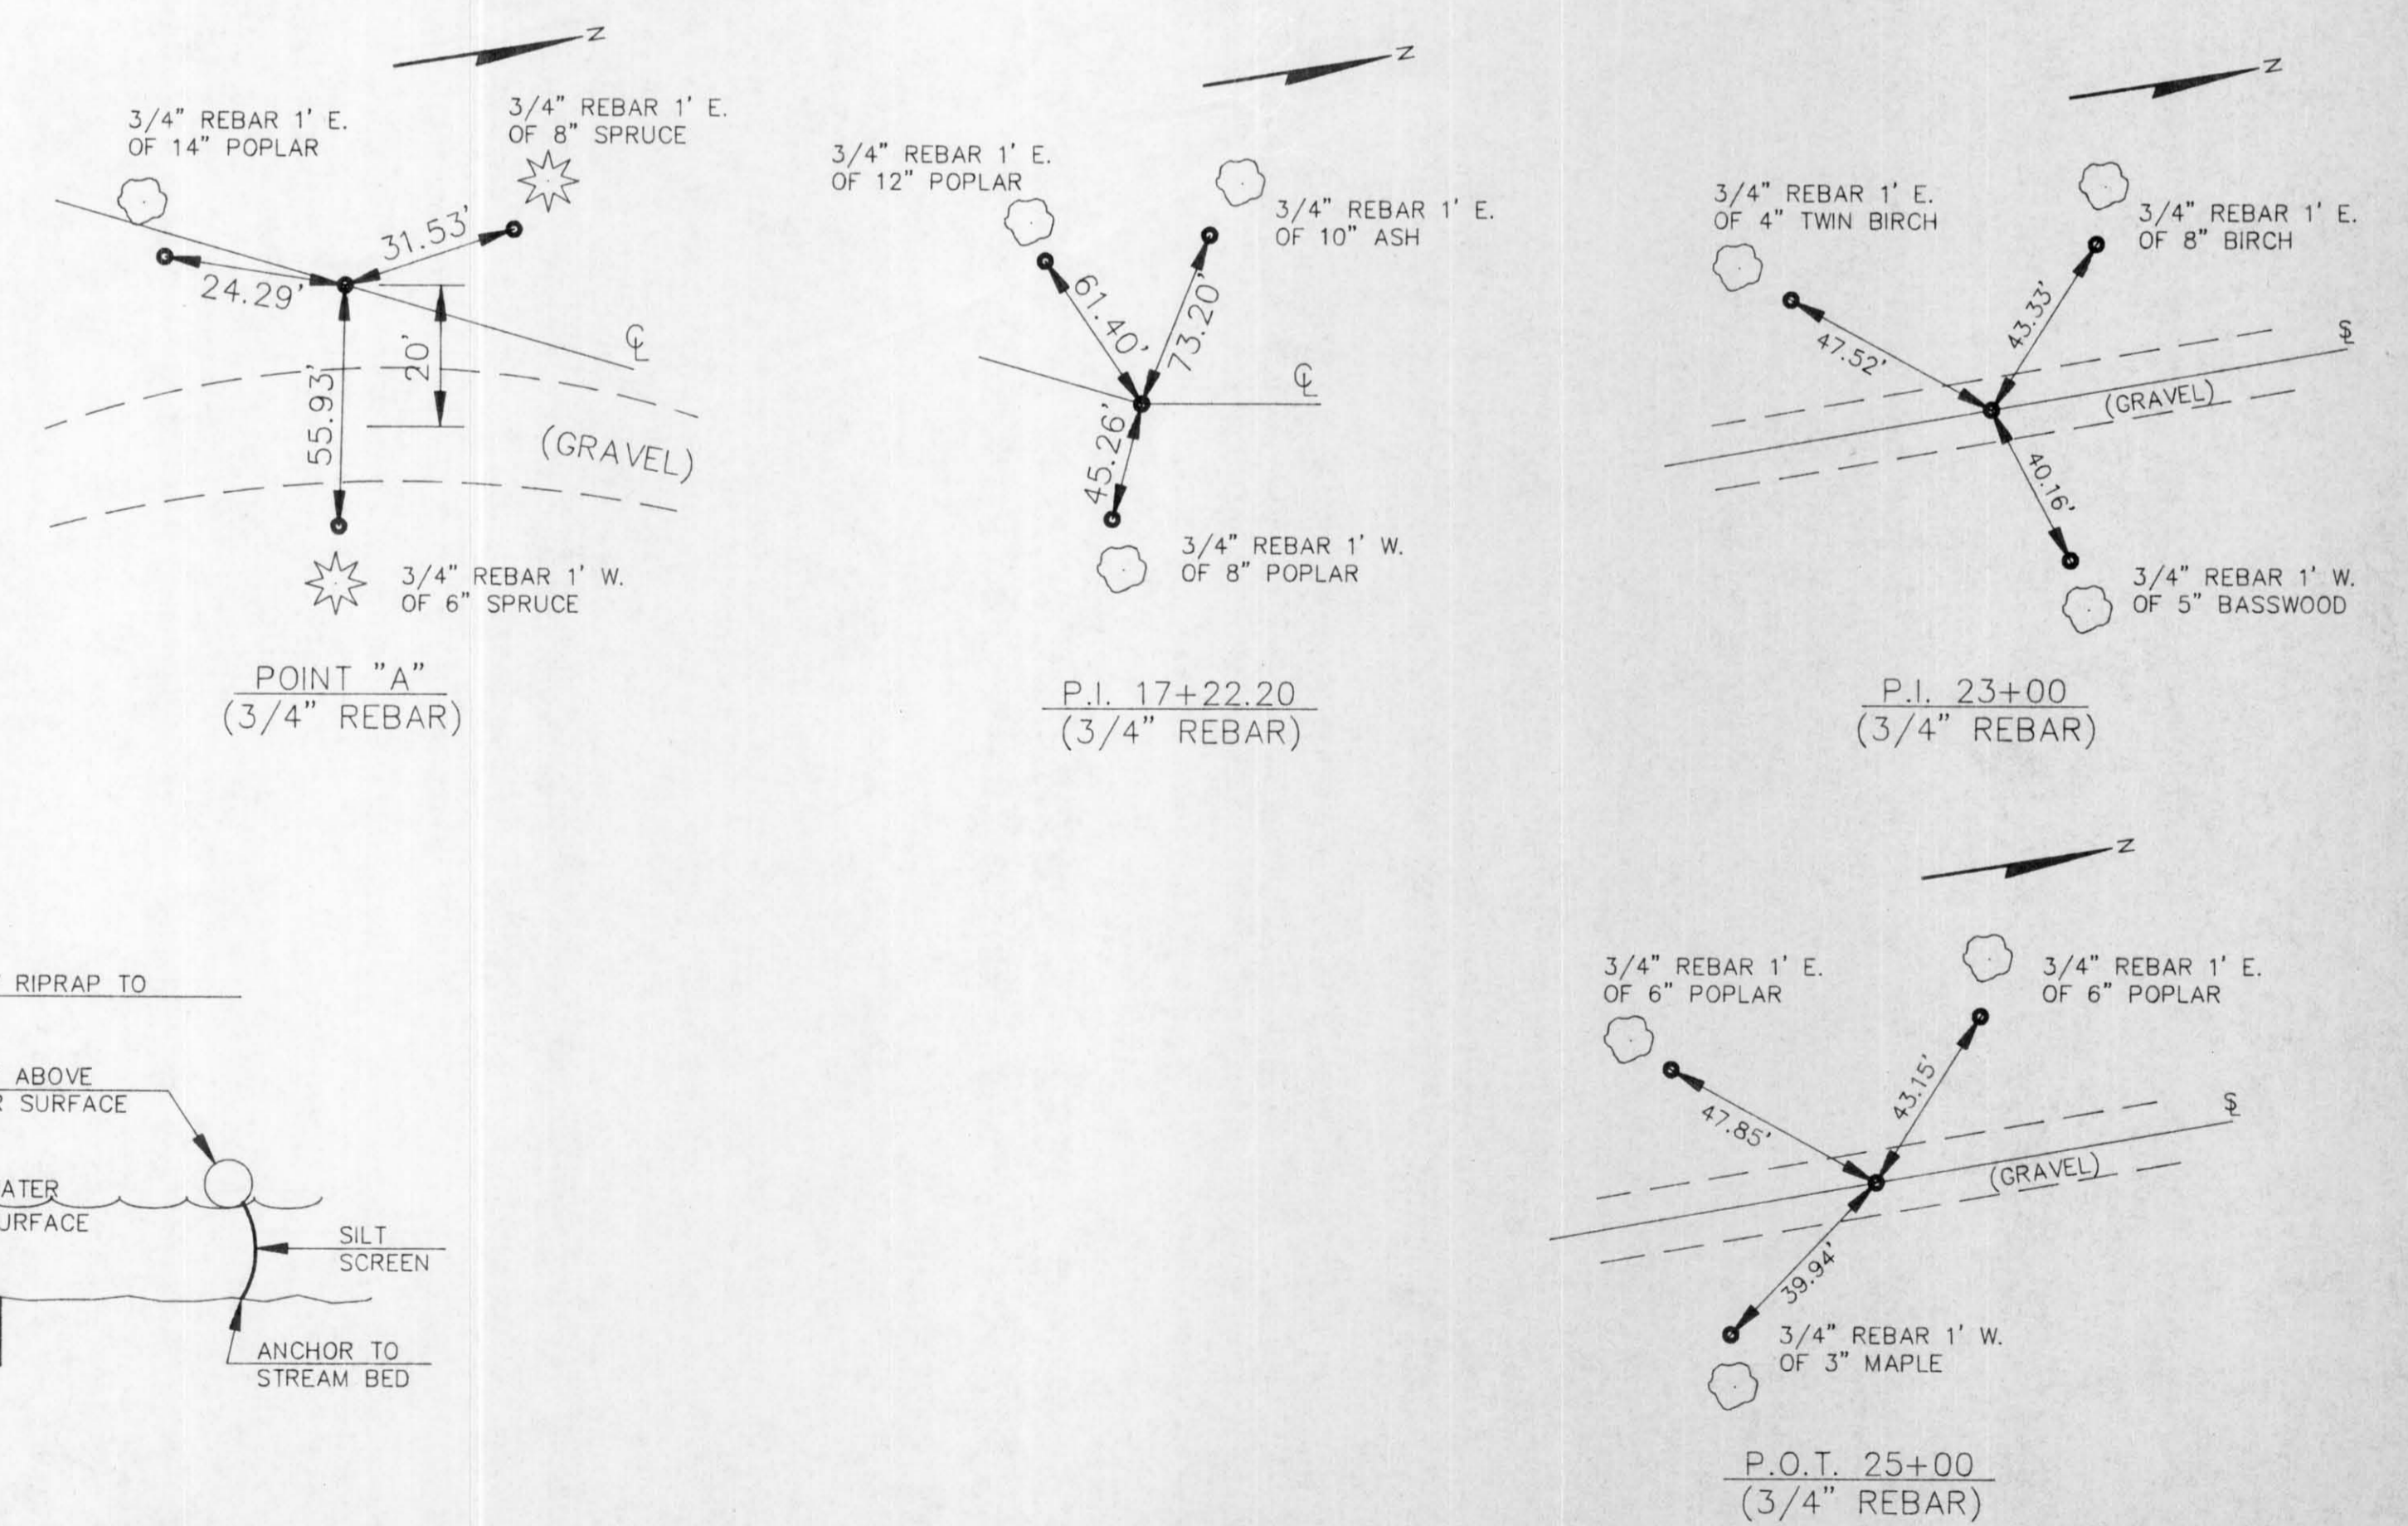 N
3/4" REBAR 1' E.
OF 14" POPLAR
3/4" REBAR 1' E.
OF 8" SPRUCE
31.53'
24.29'
55.93'
20'
℄
(GRAVEL)
3/4" REBAR 1' W.
OF 6" SPRUCE
POINT "A"
(3/4" REBAR)
N
3/4" REBAR 1' E.
OF 12" POPLAR
3/4" REBAR 1' E.
OF 10" ASH
61.40'
73.20'
45.26'
℄
3/4" REBAR 1' W.
OF 8" POPLAR
P.I. 17+22.20
(3/4" REBAR)
N
3/4" REBAR 1' E.
OF 4" TWIN BIRCH
3/4" REBAR 1' E.
OF 8" BIRCH
47.52'
43.33'
40.16'
SL
(GRAVEL)
3/4" REBAR 1' W.
OF 5" BASSWOOD
P.I. 23+00
(3/4" REBAR)
RIPRAP TO
ABOVE
R SURFACE
ATER
URFACE
SILT
SCREEN
ANCHOR TO
STREAM BED
N
3/4" REBAR 1' E.
OF 6" POPLAR
3/4" REBAR 1' E.
OF 6" POPLAR
47.85'
43.15'
39.94'
SL
(GRAVEL)
3/4" REBAR 1' W.
OF 3" MAPLE
P.O.T. 25+00
(3/4" REBAR)